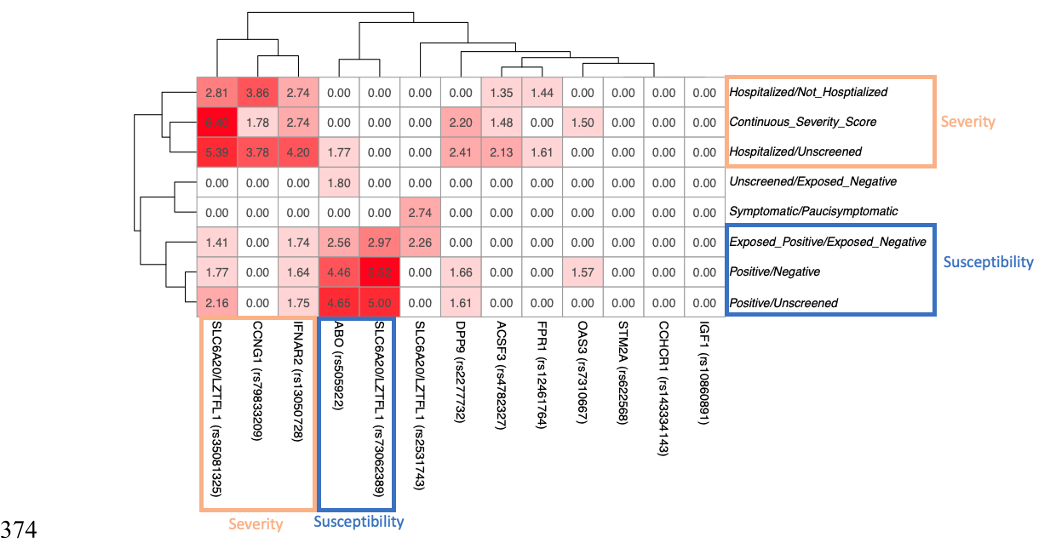 2.81 3.86 2.74 0.00 0.00 0.00 0.00 1.35 1.44 0.00 0.00 0.00 0.00 Hospitalized/Not_Hosptialized
1.78 2.74 0.00 0.00 0.00 2.20 1.48 0.00 1.50 0.00 0.00 0.00 Continuous_Severity_Score
Severity
5.39 3.78 4.20 1.77 0.00 0.00 2.41 2.13 1.61 0.00 0.00 0.00 0.00 Hospitalized/Unscreened
0.00 0.00 0.00 1.80 0.00 0.00 0.00 0.00 0.00 0.00 0.00 0.00 0.00 Unscreened/Exposed_Negative
0.00 0.00 0.00 0.00 0.00 2.74 0.00 0.00 0.00 0.00 0.00 0.00 0.00 Symptomatic/Paucisymptomatic
1.41 0.00 1.74 2.56 2.97 2.26 0.00 0.00 0.00 0.00 0.00 0.00 0.00 Exposed_Positive/Exposed_Negative
Susceptibility
1.77 0.00 1.64 4.46 0.00 1.66 0.00 0.00 1.57 0.00 0.00 0.00 Positive/Negative
2.16 0.00 1.75 4.65 5.00 0.00 1.61 0.00 0.00 0.00 0.00 0.00 0.00 Positive/Unscreened
SLC6A20/LZTFL1 (rs35081325)
CCNG1 (rs79833209)
IFNAR2 (rs13050728)
ABO (rs505922)
SLC6A20/LZTFL1 (rs73062389)
SLC6A20/LZTFL1 (rs2531743)
DPP9 (rs2277732)
ACSF3 (rs4782327)
FPR1 (rs12461764)
OAS3 (rs7310667)
STM2A (rs622568)
CCHCR1 (rs143334143)
IGF1 (rs10860891)
Severity
Susceptibility
374